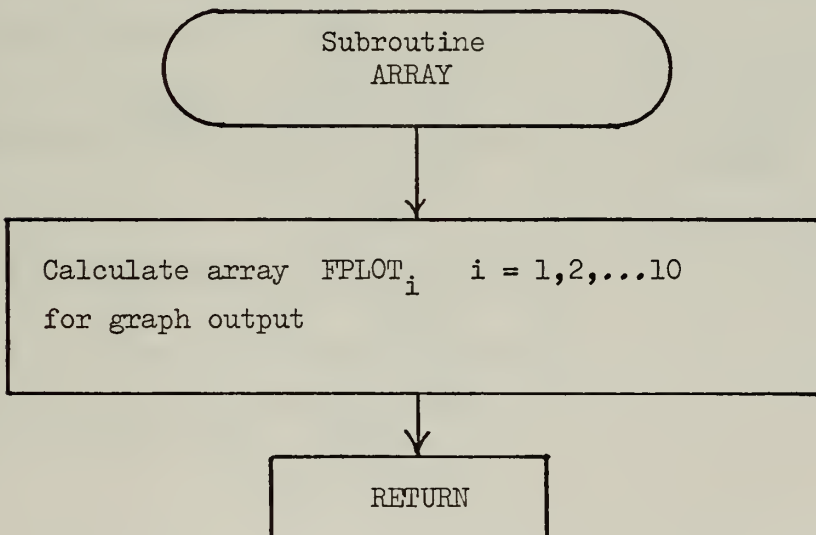 Subroutine
ARRAY
Calculate array FPLOT_i i = 1,2,...10
for graph output
RETURN